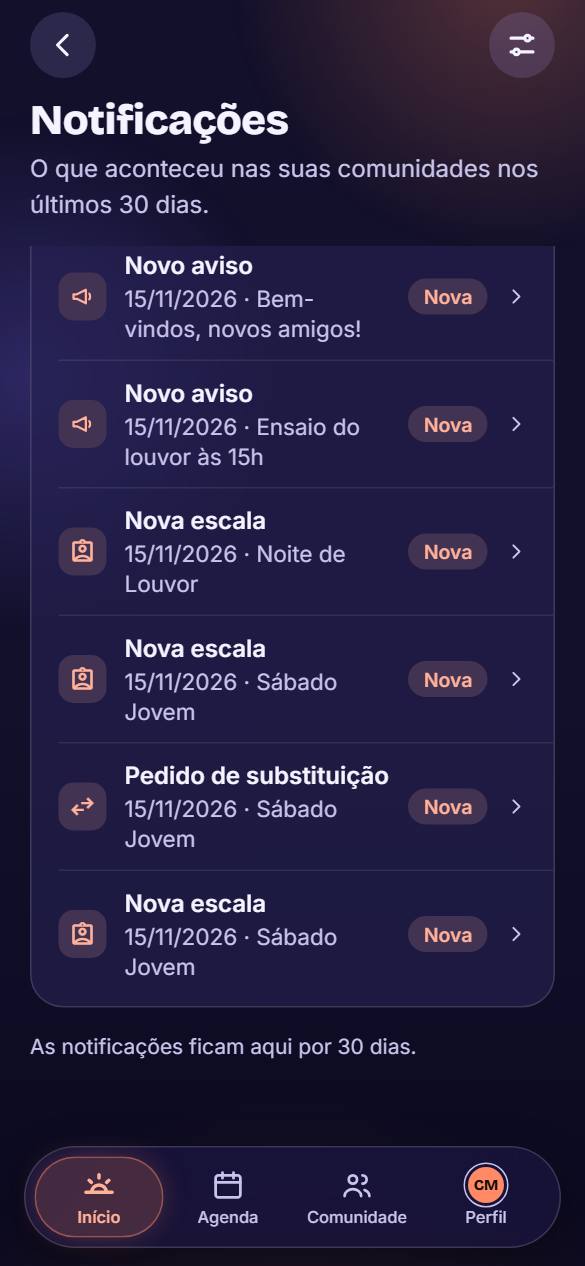 Notificações
O que aconteceu nas suas comunidades nos
últimos 30 dias.
Novo aviso
15/11/2026 · Bem-
vindos, novos amigos!
Nova
Novo aviso
15/11/2026 · Ensaio do
louvor às 15h
Nova
Nova escala
15/11/2026 · Noite de
Louvor
Nova
Nova escala
15/11/2026 · Sábado
Jovem
Nova
Pedido de substituição
15/11/2026 · Sábado
Jovem
Nova
Nova escala
15/11/2026 · Sábado
Jovem
Nova
As notificações ficam aqui por 30 dias.
CM
Início Agenda Comunidade Perfil